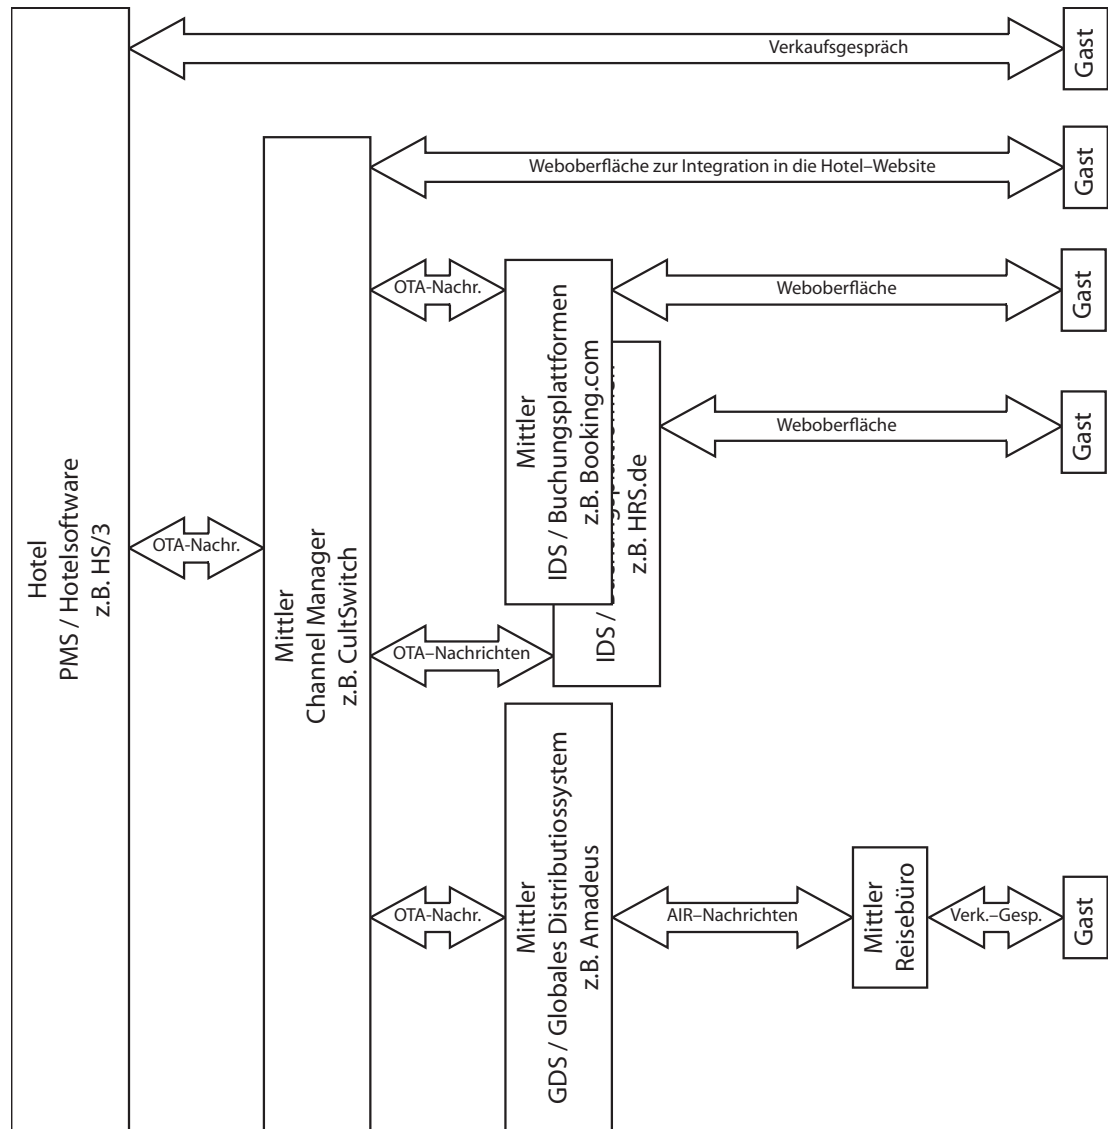 Verkaufsgespräch
Gast
Weboberfläche zur Integration in die Hotel–Website
Gast
OTA-Nachr.
Weboberfläche
Gast
Weboberfläche
Gast
Hotel
PMS / Hotelsoftware
z.B. HS/3
OTA-Nachr.
Mittler
Channel Manager
z.B. CultSwitch
Mittler
IDS / Buchungsplattformen
z.B. Booking.com
IDS /
z.B. HRS.de
OTA–Nachrichten
OTA-Nachr.
Mittler
GDS / Globales Distributiossystem
z.B. Amadeus
AIR–Nachrichten
Mittler
Reisebüro
Verk.–Gesp.
Gast